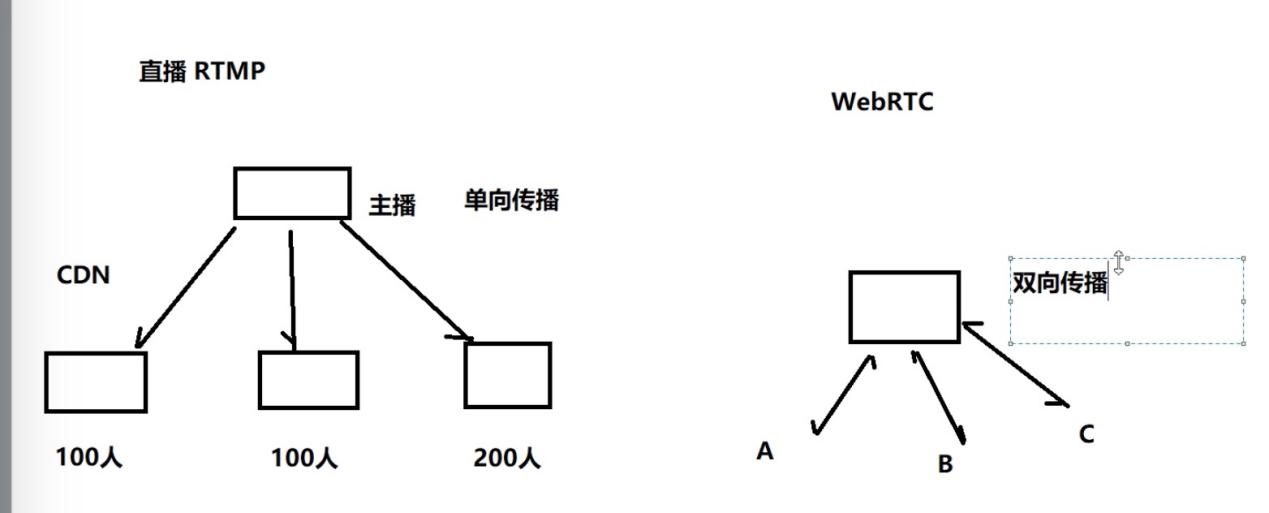 直播 RTMP
主播
单向传播
CDN
100人
100人
200人
WebRTC
双向传播
A
B
C